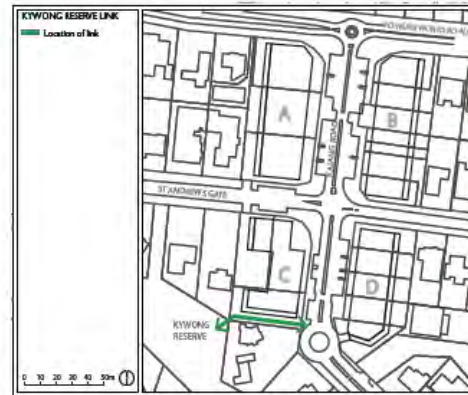 KYWONG RESERVE LINK
Location of link
A
B
ST ANDREWS GATE
C
D
KYWONG
RESERVE
0 10 20 30 40 50m